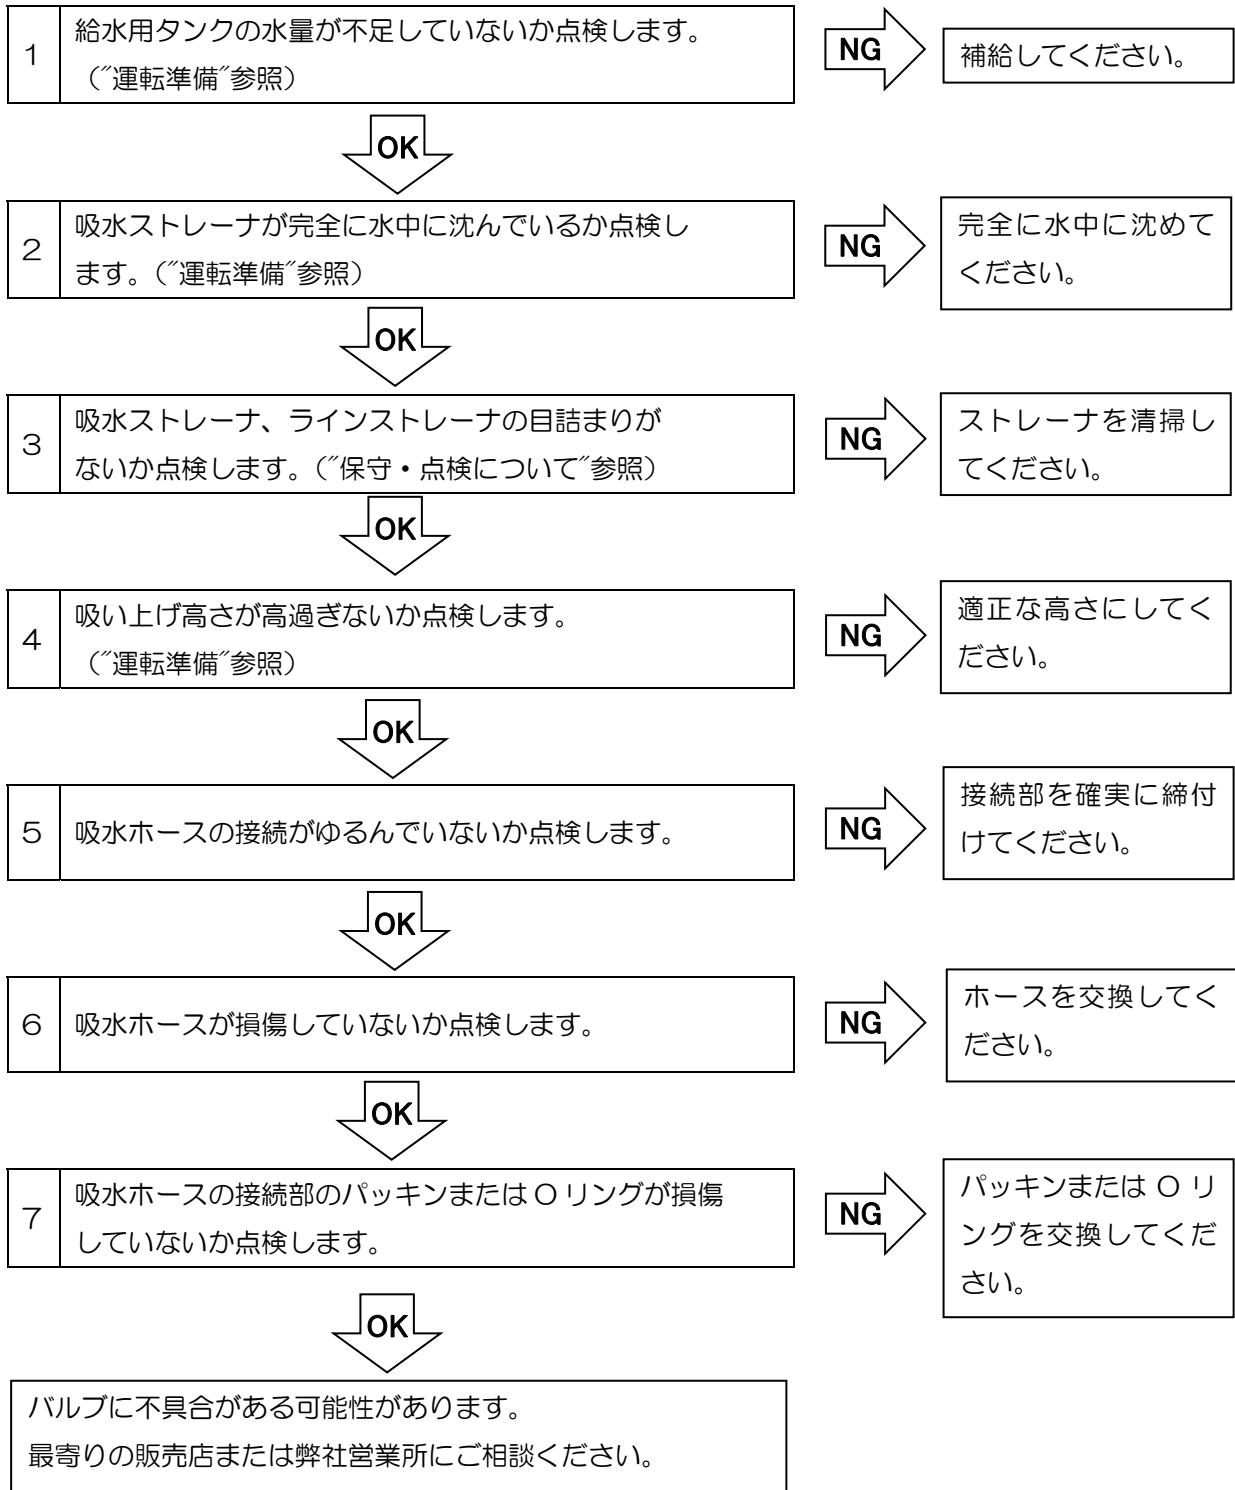 1
給水用タンクの水量が不足していないか点検します。
（〝運転準備〞参照）
NG
補給してください。
OK
2
吸水ストレーナが完全に水中に沈んでいるか点検し
ます。（〝運転準備〞参照）
NG
完全に水中に沈めて
ください。
OK
3
吸水ストレーナ、ラインストレーナの目詰まりが
ないか点検します。（〝保守・点検について〞参照）
NG
ストレーナを清掃し
てください。
OK
4
吸い上げ高さが高過ぎないか点検します。
（〝運転準備〞参照）
NG
適正な高さにしてく
ださい。
OK
5
吸水ホースの接続がゆるんでいないか点検します。
NG
接続部を確実に締付
けてください。
OK
6
吸水ホースが損傷していないか点検します。
NG
ホースを交換してく
ださい。
OK
7
吸水ホースの接続部のパッキンまたは O リングが損傷
していないか点検します。
NG
パッキンまたは O リ
ングを交換してくだ
さい。
OK
バルブに不具合がある可能性があります。
最寄りの販売店または弊社営業所にご相談ください。